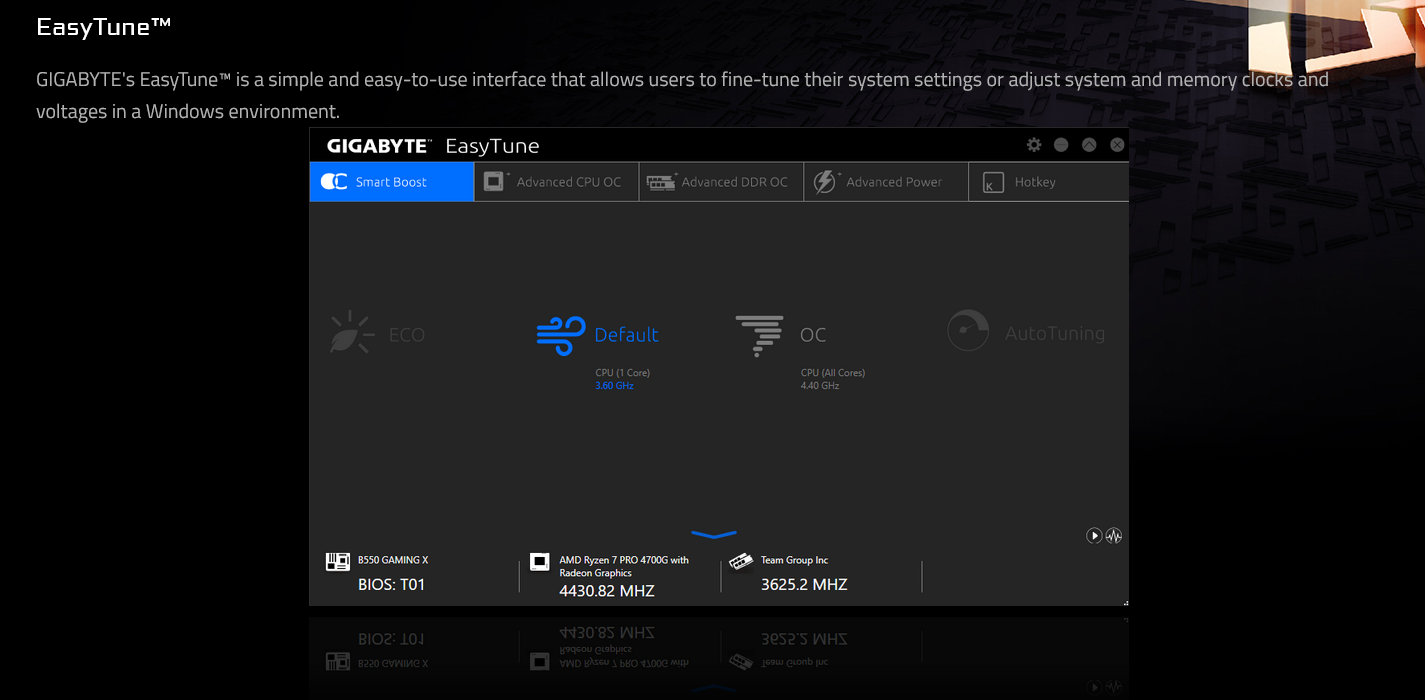 EasyTune™
GIGABYTE's EasyTune™ is a simple and easy-to-use interface that allows users to fine-tune their system settings or adjust system and memory clocks and
voltages in a Windows environment.
GIGABYTE™ EasyTune
Smart Boost Advanced CPU OC Advanced DDR OC Advanced Power K Hotkey
ECO Default OC AutoTuning
CPU (1 Core) CPU (All Cores)
3.60 GHz 4.40 GHz
B550 GAMING X
BIOS: T01
AMD Ryzen 7 PRO 4700G with
Radeon Graphics
4430.82 MHZ
Team Group Inc
3625.2 MHZ